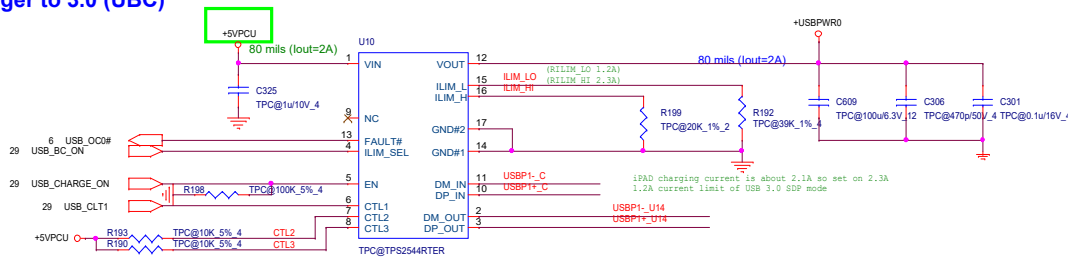 ger to 3.0 (UBC)
+5VPCU
80 mils (Iout=2A)
U10
+USBPWR0
80 mils (Iout=2A)
1
VIN
VOUT
12
ILIM_L
15
ILIM_LO
(RILIM_LO 1.2A)
ILIM_H
16
ILIM_HI
(RILIM_HI 2.3A)
C325
TPC@1u/10V_4
9
NC
R199
TPC@20K_1%_2
R192
TPC@39K_1%_4
C609
TPC@100u/6.3V_12
C306
TPC@470p/50V_4
C301
TPC@0.1u/16V_4
GND#2
17
6 USB_OC0#
13
FAULT#
29 USB_BC_ON
4
ILIM_SEL
GND#1
14
29 USB_CHARGE_ON
R198
TPC@100K_5%_4
5
EN
DM_IN
11
USBP1-_C
DP_IN
10
USBP1+_C
iPAD charging current is about 2.1A so set on 2.3A
1.2A current limit of USB 3.0 SDP mode
29 USB_CLT1
6
CTL1
7
CTL2
8
CTL3
DM_OUT
2
USBP1-_U14
DP_OUT
3
USBP1+_U14
+5VPCU
R193
TPC@10K_5%_4
CTL2
R190
TPC@10K_5%_4
CTL3
TPC@TPS2544RTER